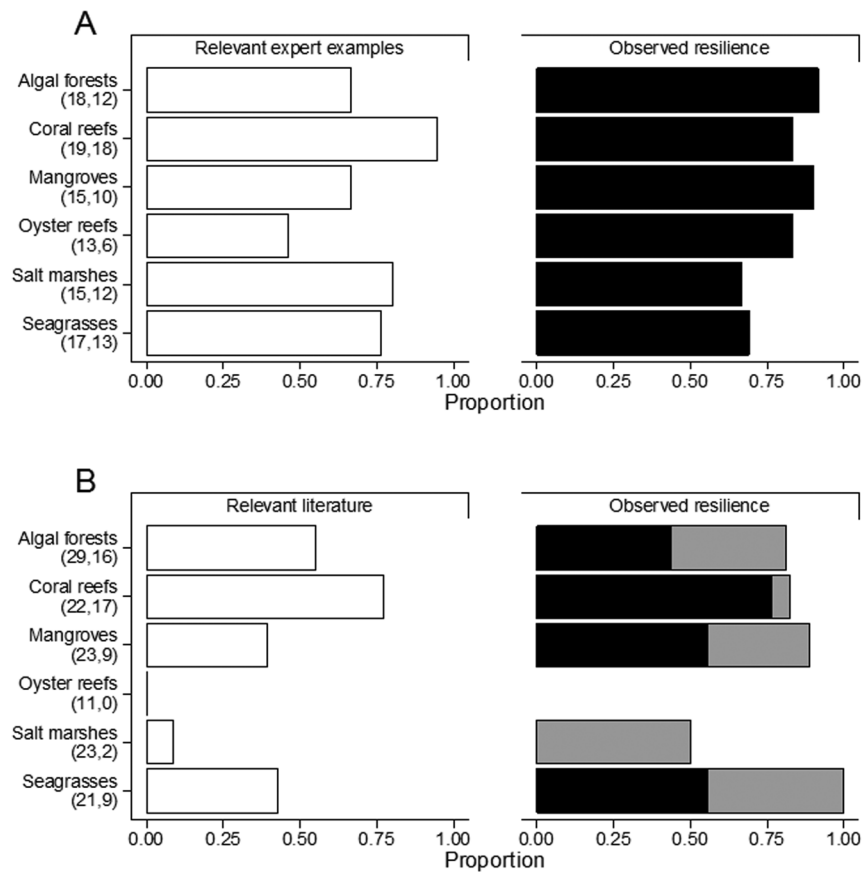 A
Relevant expert examples
Observed resilience
Algal forests
(18,12)
Coral reefs
(19,18)
Mangroves
(15,10)
Oyster reefs
(13,6)
Salt marshes
(15,12)
Seagrasses
(17,13)
0.00 0.25 0.50 0.75 1.00 0.00 0.25 0.50 0.75 1.00
Proportion
B
Relevant literature
Observed resilience
Algal forests
(29,16)
Coral reefs
(22,17)
Mangroves
(23,9)
Oyster reefs
(11,0)
Salt marshes
(23,2)
Seagrasses
(21,9)
0.00 0.25 0.50 0.75 1.00 0.00 0.25 0.50 0.75 1.00
Proportion